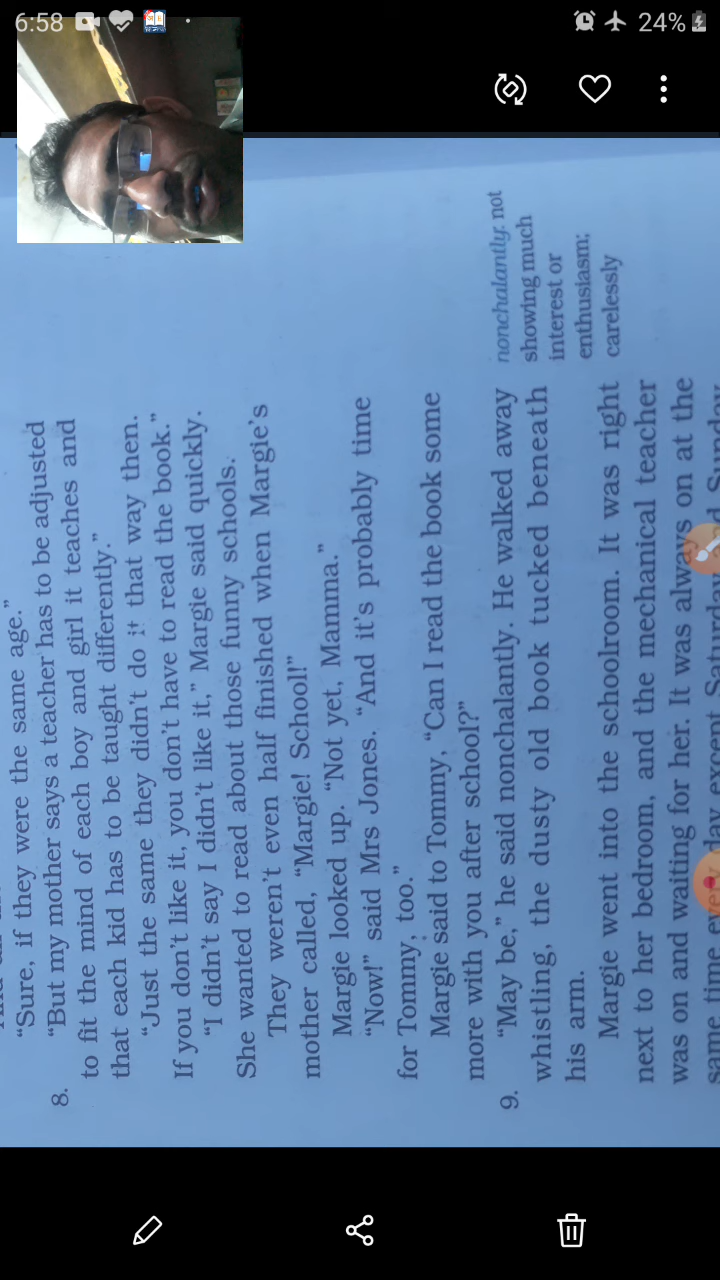 6:58
24%
"Sure, if they were the same age."
8. "But my mother says a teacher has to be adjusted
to fit the mind of each boy and girl it teaches and
that each kid has to be taught differently."
"Just the same they didn't do it that way then.
If you don't like it, you don't have to read the book."
"I didn't say I didn't like it," Margie said quickly.
She wanted to read about those funny schools.
They weren't even half finished when Margie's
mother called, "Margie! School!"
Margie looked up. "Not yet, Mamma."
"Now!" said Mrs Jones. "And it's probably time
for Tommy, too."
Margie said to Tommy, "Can I read the book some
more with you after school?"
9. "May be," he said nonchalantly. He walked away
whistling, the dusty old book tucked beneath
his arm.
Margie went into the schoolroom. It was right
next to her bedroom, and the mechanical teacher
was on and waiting for her. It was always on at the
same time every day except Saturday and Sunday
nonchalantly: not
showing much
interest or
enthusiasm;
carelessly